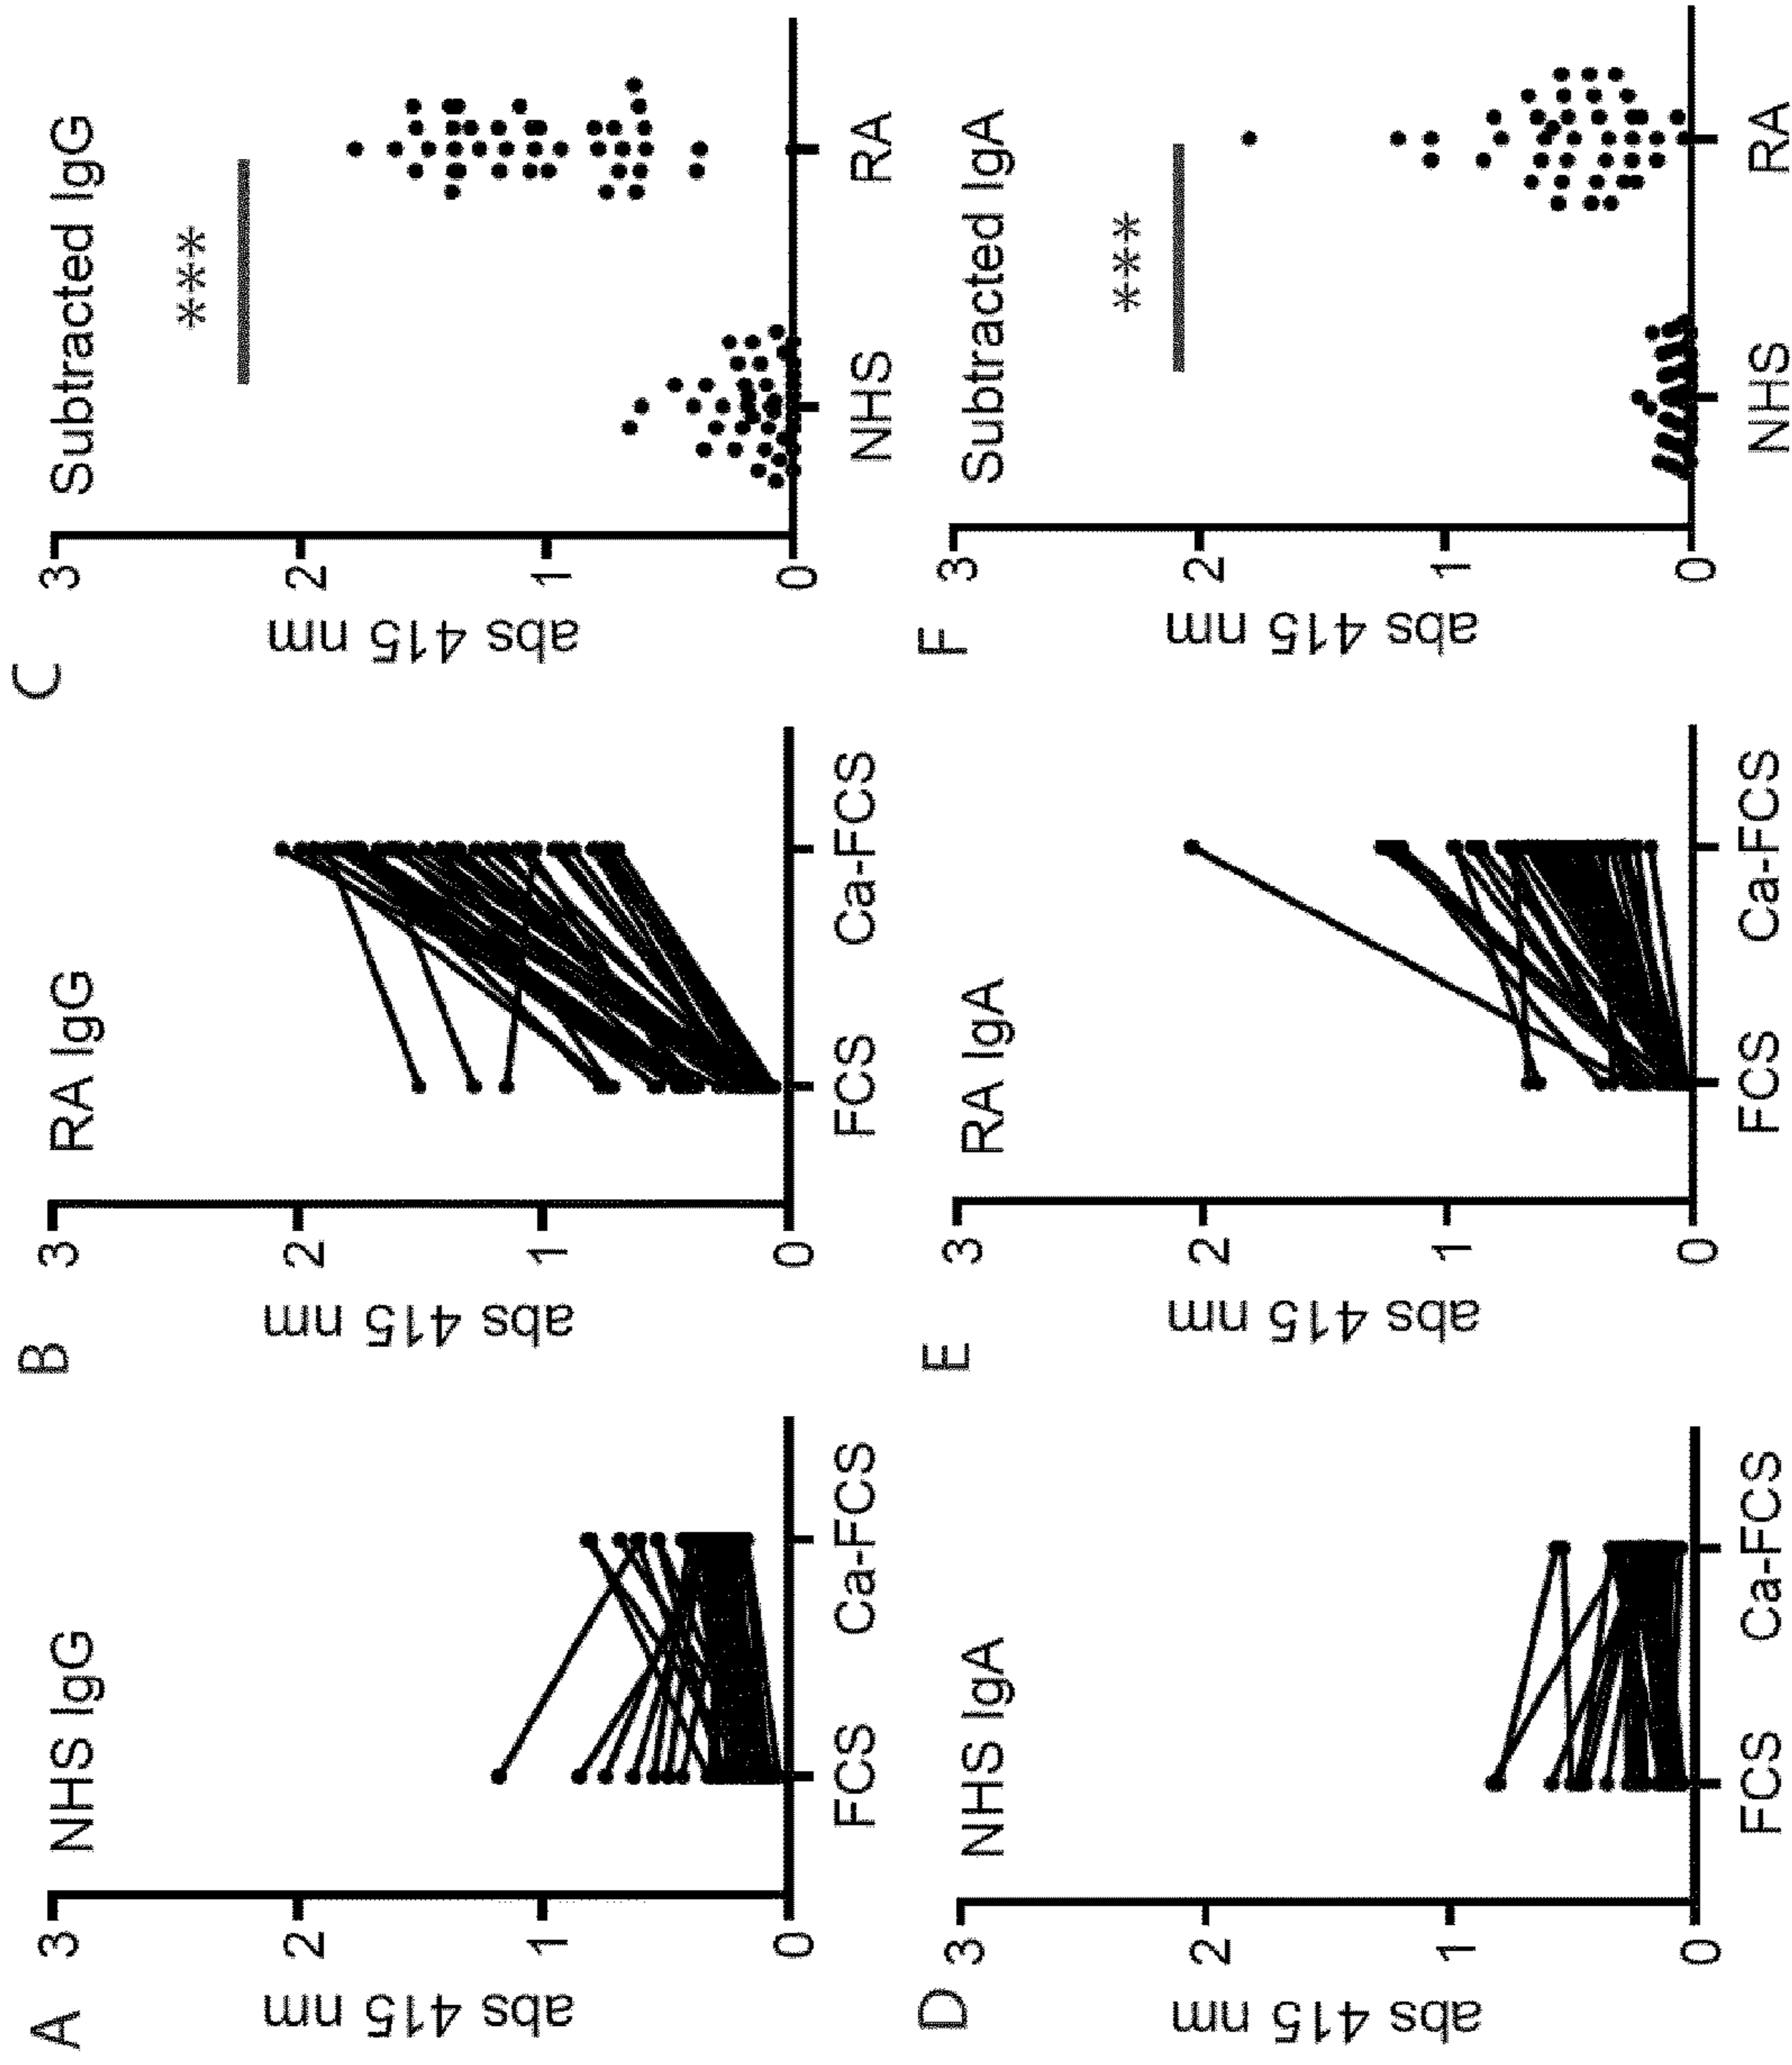 A
NHS IgG
abs 415 nm
3
2
1
0
FCS
Ca-FCS
B
RA IgG
abs 415 nm
3
2
1
0
FCS
Ca-FCS
C
Subtracted IgG
***
abs 415 nm
3
2
1
0
NHS
RA
D
NHS IgA
abs 415 nm
3
2
1
0
FCS
Ca-FCS
E
RA IgA
abs 415 nm
3
2
1
0
FCS
Ca-FCS
F
Subtracted IgA
***
abs 415 nm
3
2
1
0
NHS
RA